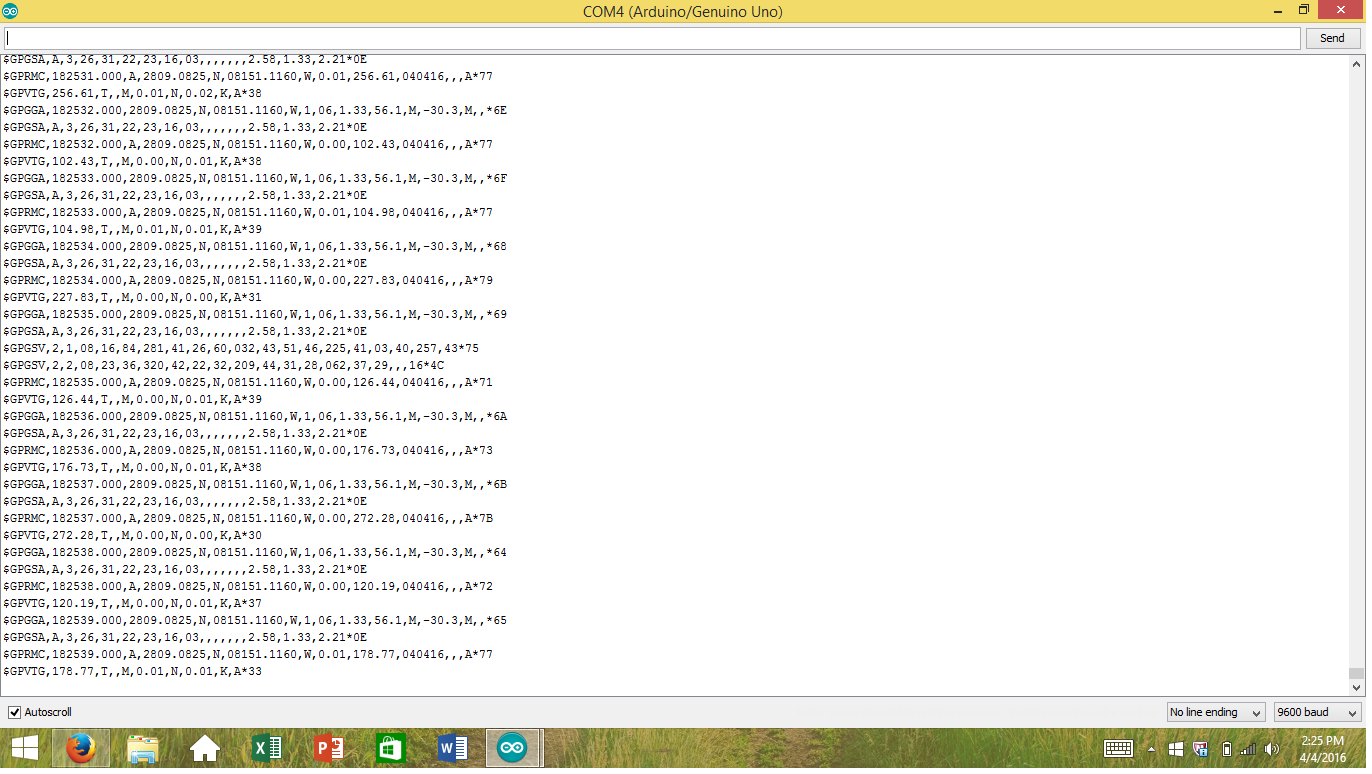 COM4 (Arduino/Genuino Uno)
Send
$GPGSA,A,3,26,31,22,23,16,03,,,,,,,2.58,1.33,2.21*0E
$GPRMC,182531.000,A,2809.0825,N,08151.1160,W,0.01,256.61,040416,,,A*77
$GPVTG,256.61,T,,M,0.01,N,0.02,K,A*38
$GPGGA,182532.000,2809.0825,N,08151.1160,W,1,06,1.33,56.1,M,-30.3,M,,*6E
$GPGSA,A,3,26,31,22,23,16,03,,,,,,,2.58,1.33,2.21*0E
$GPRMC,182532.000,A,2809.0825,N,08151.1160,W,0.00,102.43,040416,,,A*77
$GPVTG,102.43,T,,M,0.00,N,0.01,K,A*38
$GPGGA,182533.000,2809.0825,N,08151.1160,W,1,06,1.33,56.1,M,-30.3,M,,*6F
$GPGSA,A,3,26,31,22,23,16,03,,,,,,,2.58,1.33,2.21*0E
$GPRMC,182533.000,A,2809.0825,N,08151.1160,W,0.01,104.98,040416,,,A*77
$GPVTG,104.98,T,,M,0.01,N,0.01,K,A*39
$GPGGA,182534.000,2809.0825,N,08151.1160,W,1,06,1.33,56.1,M,-30.3,M,,*68
$GPGSA,A,3,26,31,22,23,16,03,,,,,,,2.58,1.33,2.21*0E
$GPRMC,182534.000,A,2809.0825,N,08151.1160,W,0.00,227.83,040416,,,A*79
$GPVTG,227.83,T,,M,0.00,N,0.00,K,A*31
$GPGGA,182535.000,2809.0825,N,08151.1160,W,1,06,1.33,56.1,M,-30.3,M,,*69
$GPGSA,A,3,26,31,22,23,16,03,,,,,,,2.58,1.33,2.21*0E
$GPGSV,2,1,08,16,84,281,41,26,60,032,43,51,46,225,41,03,40,257,43*75
$GPGSV,2,2,08,23,36,320,42,22,32,209,44,31,28,062,37,29,,,16*4C
$GPRMC,182535.000,A,2809.0825,N,08151.1160,W,0.00,126.44,040416,,,A*71
$GPVTG,126.44,T,,M,0.00,N,0.01,K,A*39
$GPGGA,182536.000,2809.0825,N,08151.1160,W,1,06,1.33,56.1,M,-30.3,M,,*6A
$GPGSA,A,3,26,31,22,23,16,03,,,,,,,2.58,1.33,2.21*0E
$GPRMC,182536.000,A,2809.0825,N,08151.1160,W,0.00,176.73,040416,,,A*73
$GPVTG,176.73,T,,M,0.00,N,0.01,K,A*38
$GPGGA,182537.000,2809.0825,N,08151.1160,W,1,06,1.33,56.1,M,-30.3,M,,*6B
$GPGSA,A,3,26,31,22,23,16,03,,,,,,,2.58,1.33,2.21*0E
$GPRMC,182537.000,A,2809.0825,N,08151.1160,W,0.00,272.28,040416,,,A*7B
$GPVTG,272.28,T,,M,0.00,N,0.00,K,A*30
$GPGGA,182538.000,2809.0825,N,08151.1160,W,1,06,1.33,56.1,M,-30.3,M,,*64
$GPGSA,A,3,26,31,22,23,16,03,,,,,,,2.58,1.33,2.21*0E
$GPRMC,182538.000,A,2809.0825,N,08151.1160,W,0.00,120.19,040416,,,A*72
$GPVTG,120.19,T,,M,0.00,N,0.01,K,A*37
$GPGGA,182539.000,2809.0825,N,08151.1160,W,1,06,1.33,56.1,M,-30.3,M,,*65
$GPGSA,A,3,26,31,22,23,16,03,,,,,,,2.58,1.33,2.21*0E
$GPRMC,182539.000,A,2809.0825,N,08151.1160,W,0.01,178.77,040416,,,A*77
$GPVTG,178.77,T,,M,0.01,N,0.01,K,A*33
Autoscroll
No line ending
9600 baud
2:25 PM
4/4/2016